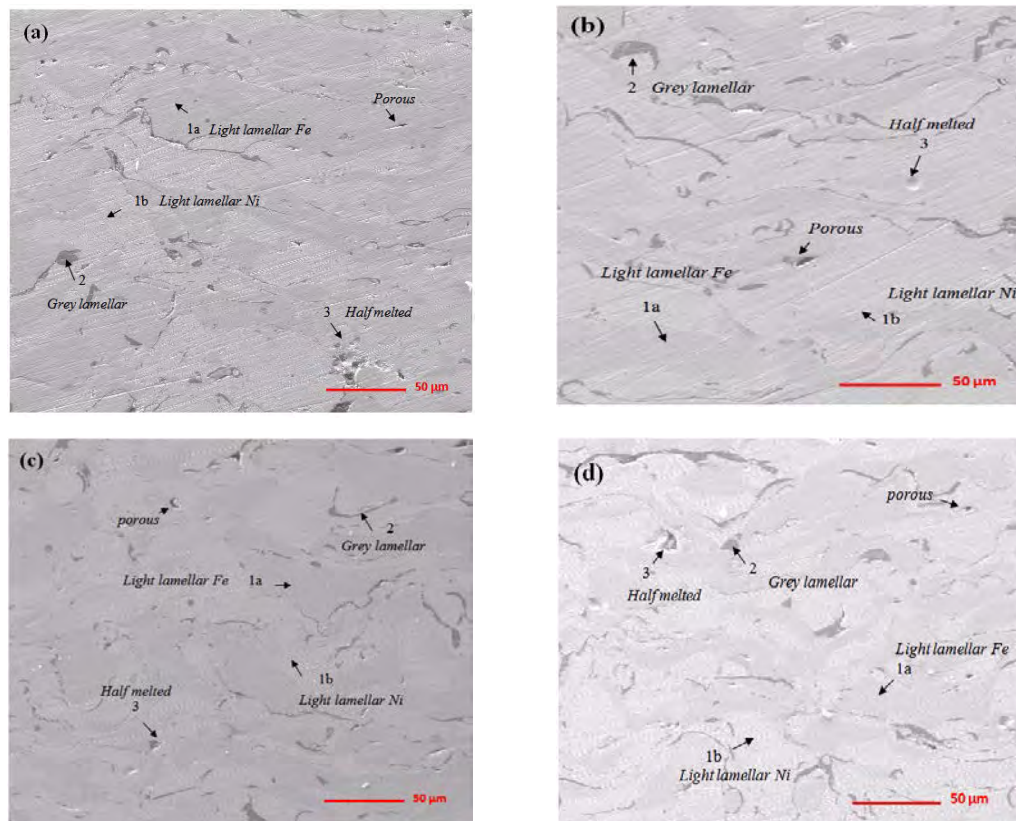 (a)
Porous
1a Light lamellar Fe
1b Light lamellar Ni
2
Grey lamellar
3 Half melted
50 μm
(b)
2 Grey lamellar
Half melted
3
Porous
Light lamellar Fe
1a
Light lamellar Ni
1b
50 μm
(c)
porous
2
Grey lamellar
Light lamellar Fe 1a
1b
Light lamellar Ni
Half melted
3
50 μm
(d)
porous
3
2
Grey lamellar
Half melted
Light lamellar Fe
1a
1b
Light lamellar Ni
50 μm